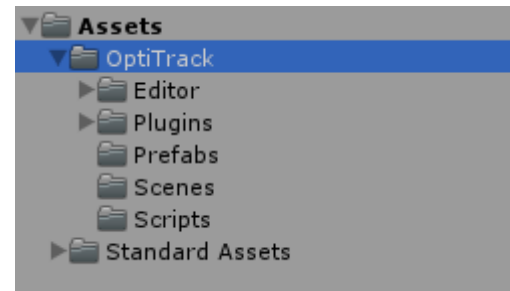 Assets
OptiTrack
Editor
Plugins
Prefabs
Scenes
Scripts
Standard Assets